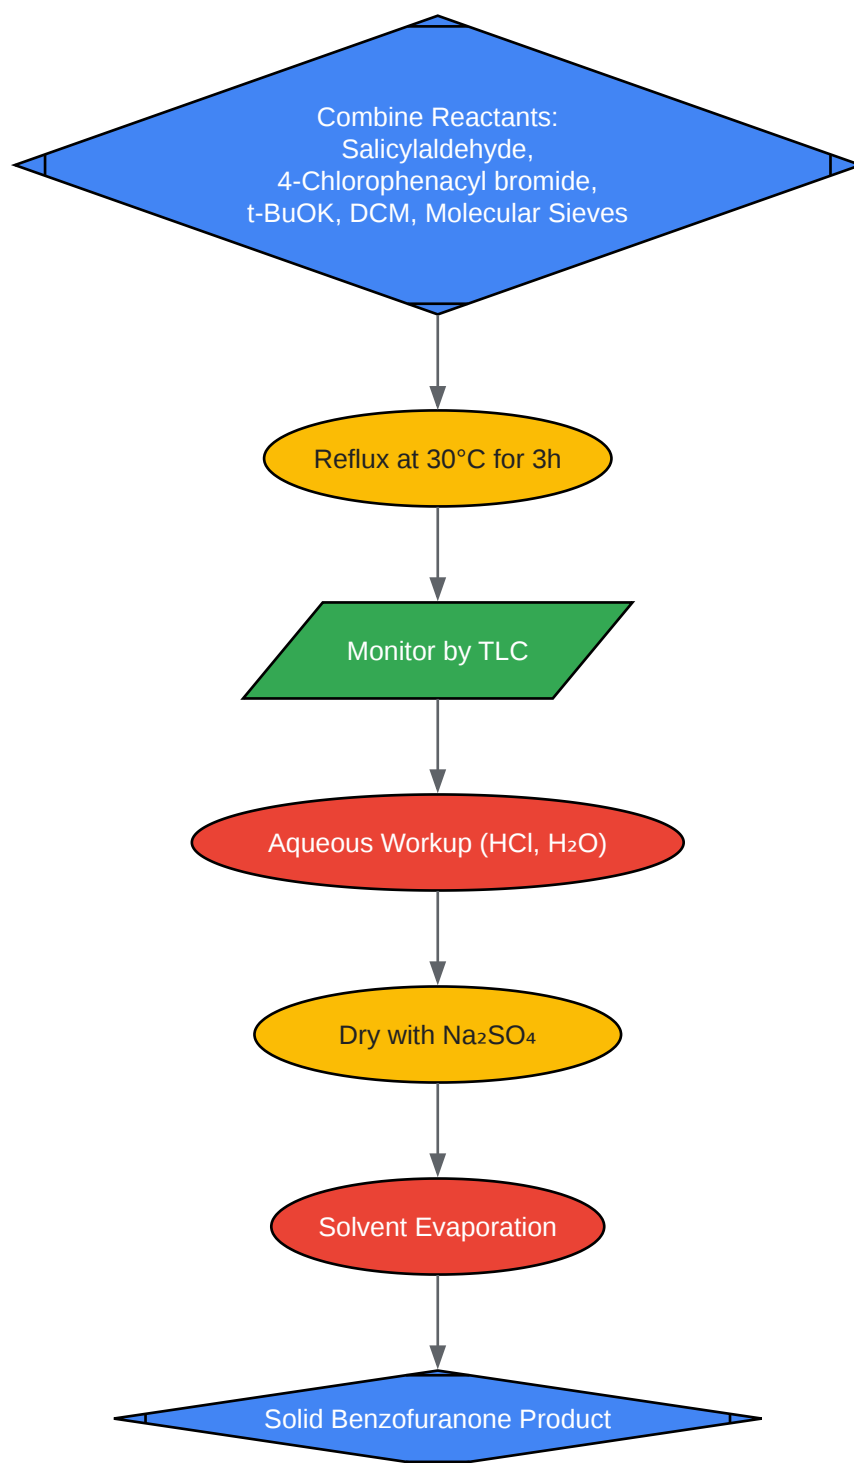 Combine Reactants:
Salicylaldehyde,
4-Chlorophenacyl bromide,
t-BuOK, DCM, Molecular Sieves
Reflux at 30°C for 3h
Monitor by TLC
Aqueous Workup (HCl, H₂O)
Dry with Na₂SO₄
Solvent Evaporation
Solid Benzofuranone Product